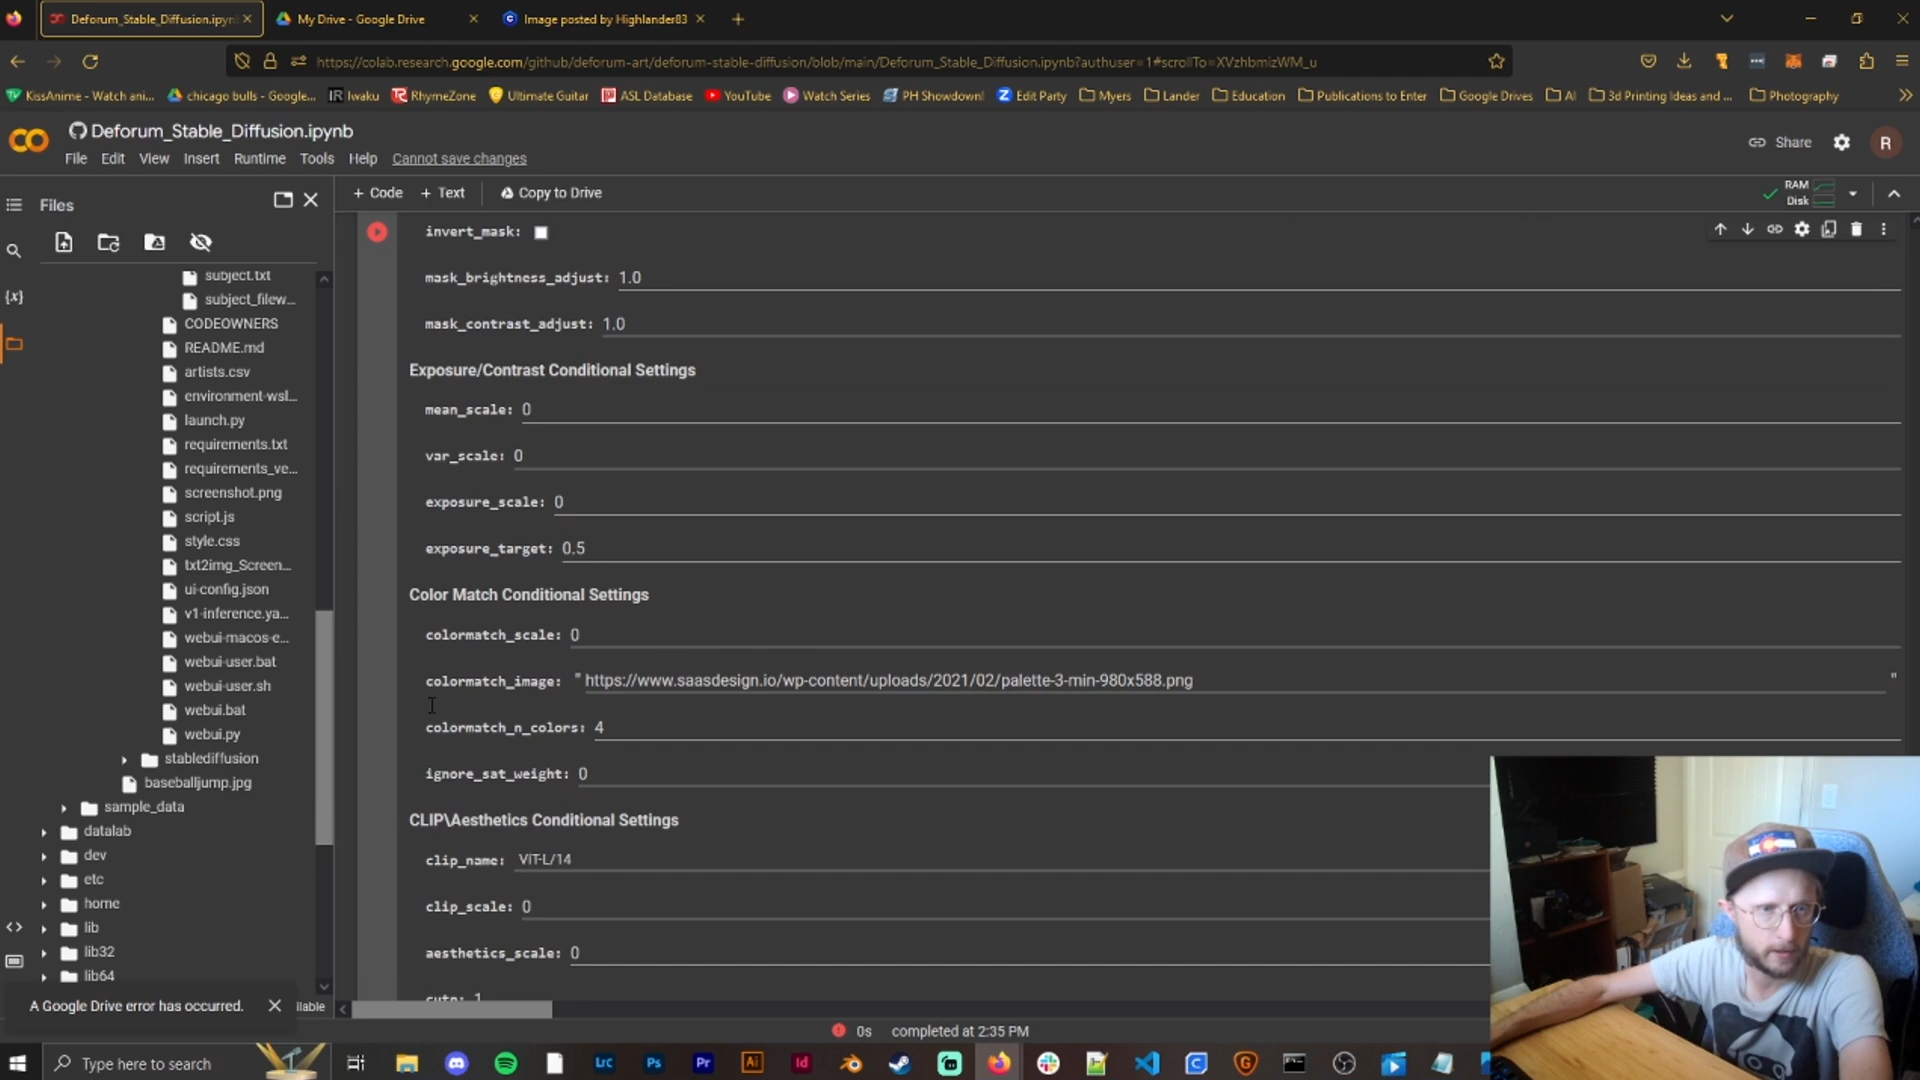 Deforum_Stable_Diffusion.ipyn
My Drive - Google Drive
Image posted by Highlander83
https://colab.research.google.com/github/deforum-art/deforum-stable-diffusion/blob/main/Deforum_Stable_Diffusion.ipynb?authuser=1#scrollTo=XVzhbmizWM_u
KissAnime - Watch ani...
chicago bulls - Google...
Iwaku
RhymeZone
Ultimate Guitar
ASL Database
YouTube
Watch Series
PH Showdown!
Edit Party
Myers
Lander
Education
Publications to Enter
Google Drives
AI
3d Printing Ideas and ...
Photography
Deforum_Stable_Diffusion.ipynb
File Edit View Insert Runtime Tools Help Cannot save changes
Share
R
Files
+ Code + Text Copy to Drive
RAM
Disk
subject.txt
subject_filew...
CODEOWNERS
README.md
artists.csv
environment-wsl...
launch.py
requirements.txt
requirements_ve...
screenshot.png
script.js
style.css
txt2img_Screen...
ui-config.json
v1-inference.ya...
webui-macos-e...
webui-user.bat
webui-user.sh
webui.bat
webui.py
stablediffusion
baseballjump.jpg
sample_data
datalab
dev
etc
home
lib
lib32
lib64
A Google Drive error has occurred.
ilable
invert_mask:
mask_brightness_adjust: 1.0
mask_contrast_adjust: 1.0
Exposure/Contrast Conditional Settings
mean_scale: 0
var_scale: 0
exposure_scale: 0
exposure_target: 0.5
Color Match Conditional Settings
colormatch_scale: 0
colormatch_image: " https://www.saasdesign.io/wp-content/uploads/2021/02/palette-3-min-980x588.png "
colormatch_n_colors: 4
ignore_sat_weight: 0
CLIP\Aesthetics Conditional Settings
clip_name: ViT-L/14
clip_scale: 0
aesthetics_scale: 0
cutn: 1
0s completed at 2:35 PM
Type here to search
Lrc
Ps
Pr
Ai
Id